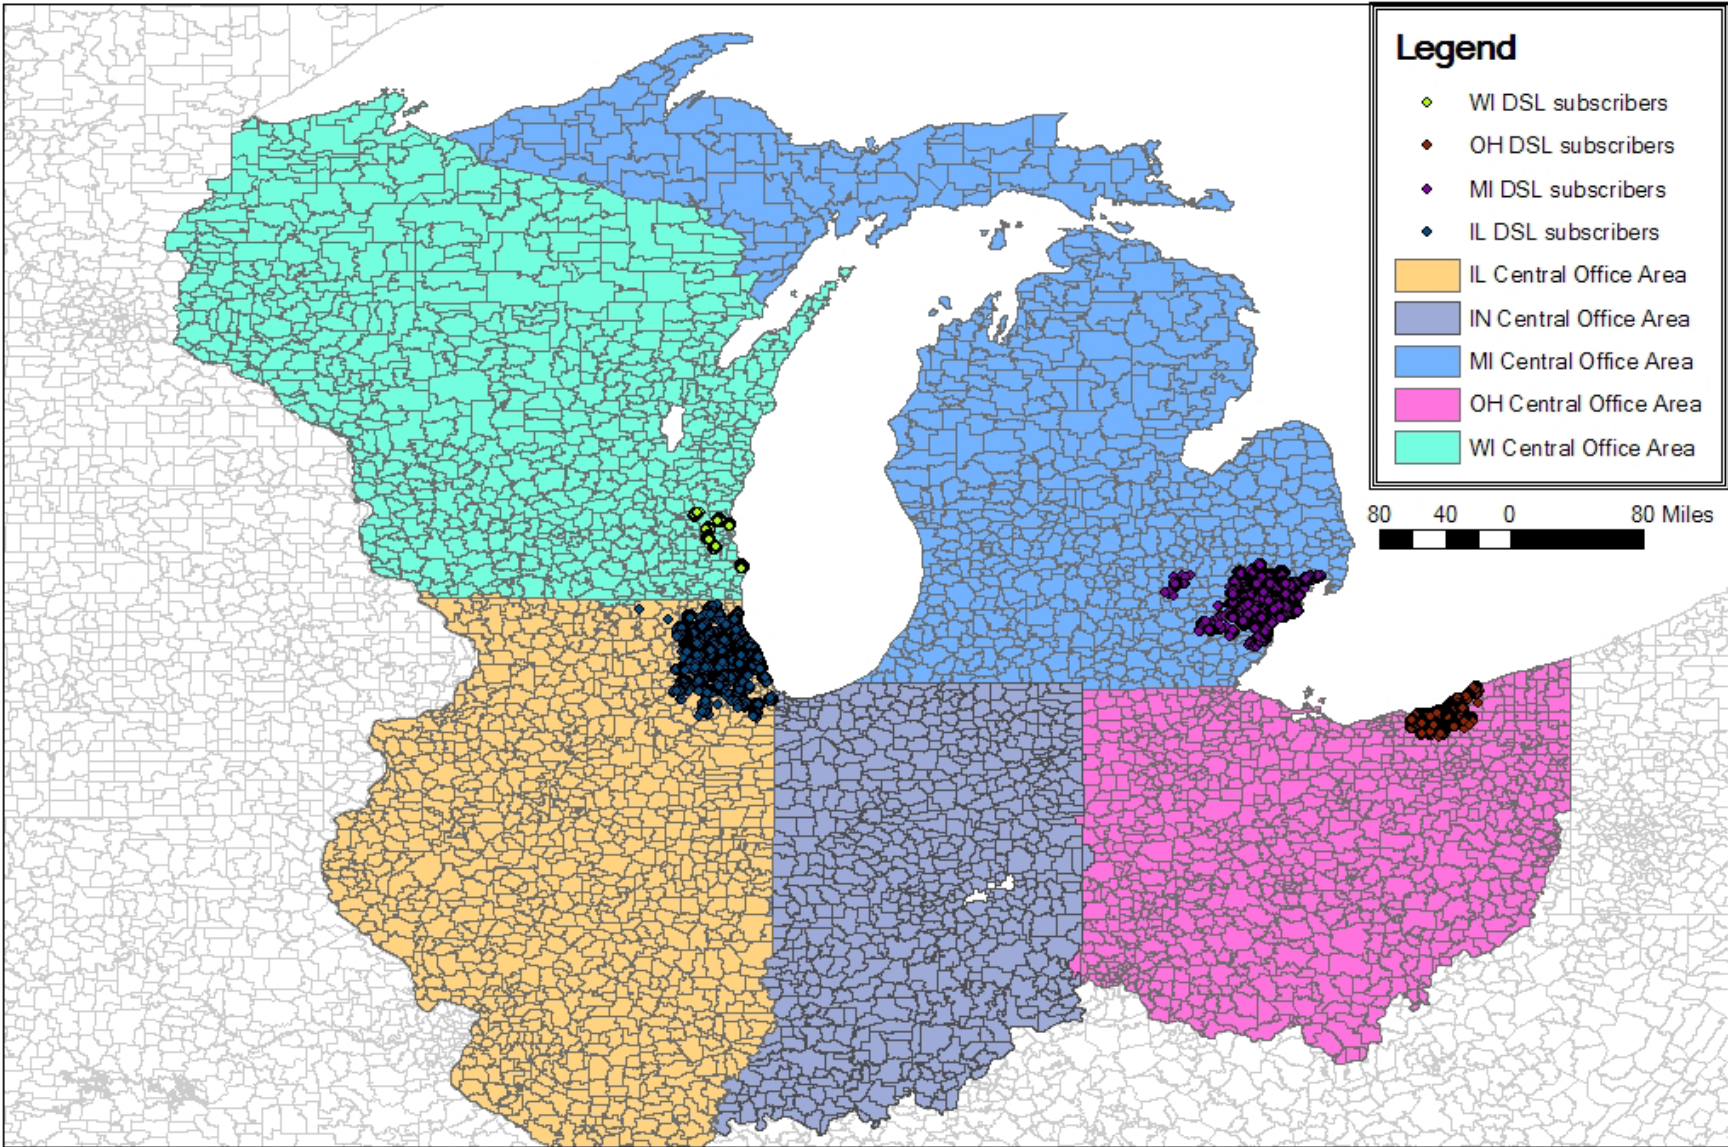 Legend
WI DSL subscribers
OH DSL subscribers
MI DSL subscribers
IL DSL subscribers
IL Central Office Area
IN Central Office Area
MI Central Office Area
OH Central Office Area
WI Central Office Area
80 40 0 80 Miles